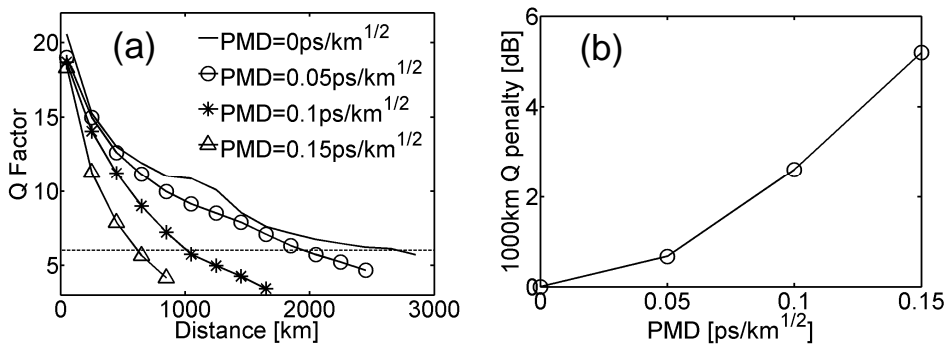 (a)
PMD=0ps/km^{1/2}
PMD=0.05ps/km^{1/2}
PMD=0.1ps/km^{1/2}
PMD=0.15ps/km^{1/2}
Q Factor
20
15
10
5
0 1000 2000 3000
Distance [km]
(b)
1000km Q penalty [dB]
6
4
2
0
0 0.05 0.1 0.15
PMD [ps/km^{1/2}]